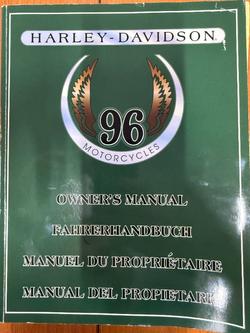 HARLEY-DAVIDSON
96
MOTORCYCLES
OWNER'S MANUAL
FAHRERHANDBUCH
MANUEL DU PROPRIÉTAIRE
MANUAL DEL PROPIETARIO